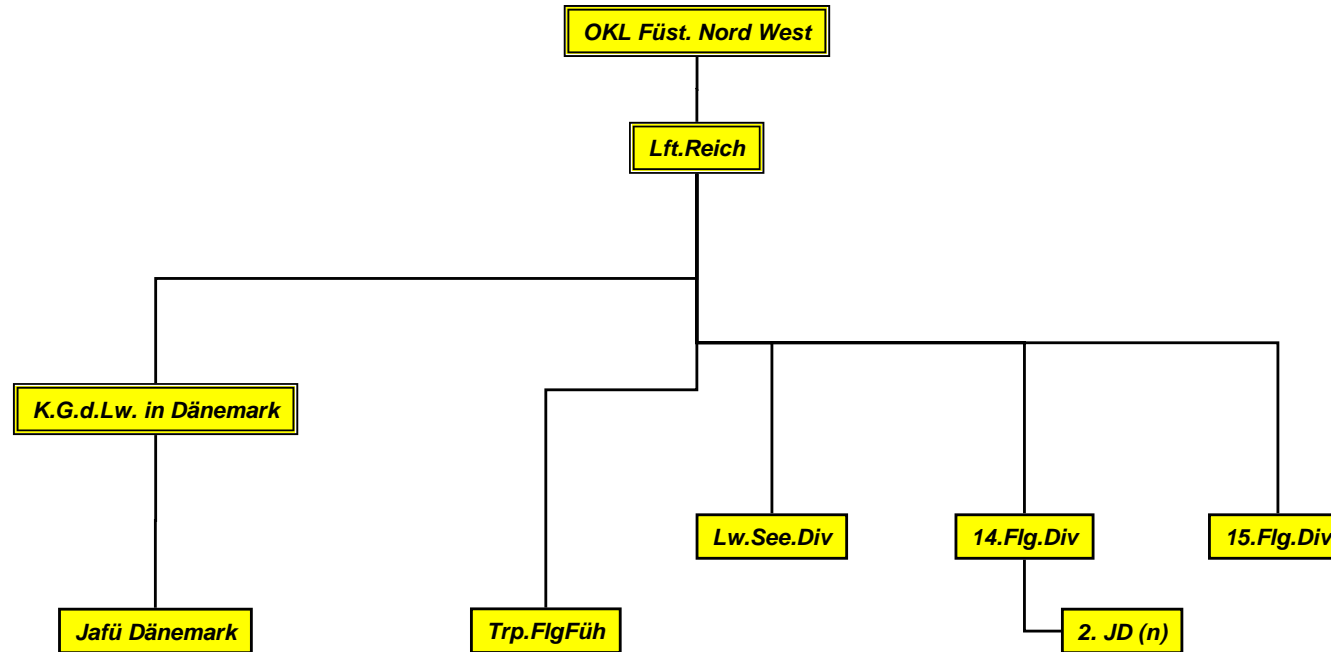 OKL Füst. Nord West
Lft.Reich
K.G.d.Lw. in Dänemark
Lw.See.Div
14.Flg.Div
15.Flg.Div
Jafü Dänemark
Trp.FlgFüh
2. JD (n)